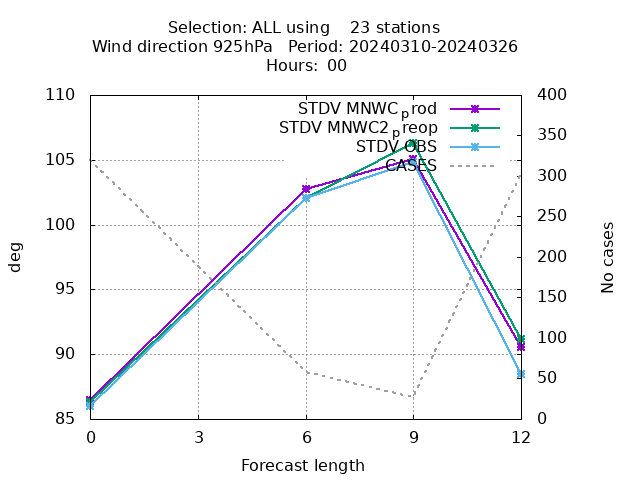 Selection: ALL using 23 stations
Wind direction 925hPa Period: 20240310-20240326
Hours: 00
110 400
STDV MNWC_prod
STDV MNWC2_preop 350
STDV OBS
105 CASES 300
250
100
200
95
150
90 100
50
85 0
0 3 6 9 12
deg
No cases
Forecast length